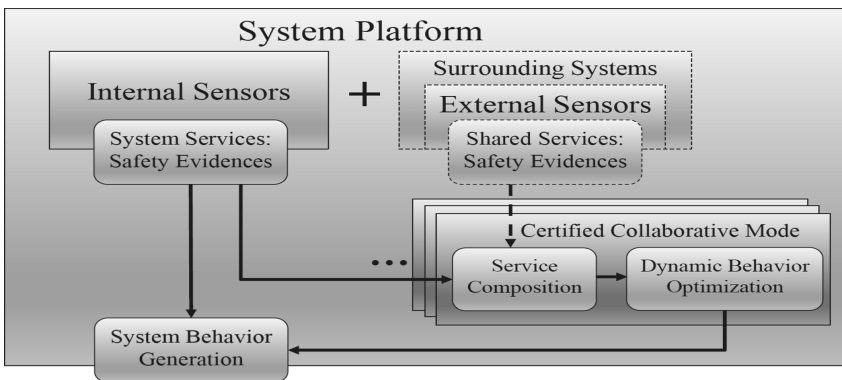 System Platform
Internal Sensors
System Services:
Safety Evidences
+
Surrounding Systems
External Sensors
Shared Services:
Safety Evidences
Certified Collaborative Mode
...
Service
Composition
Dynamic Behavior
Optimization
System Behavior
Generation